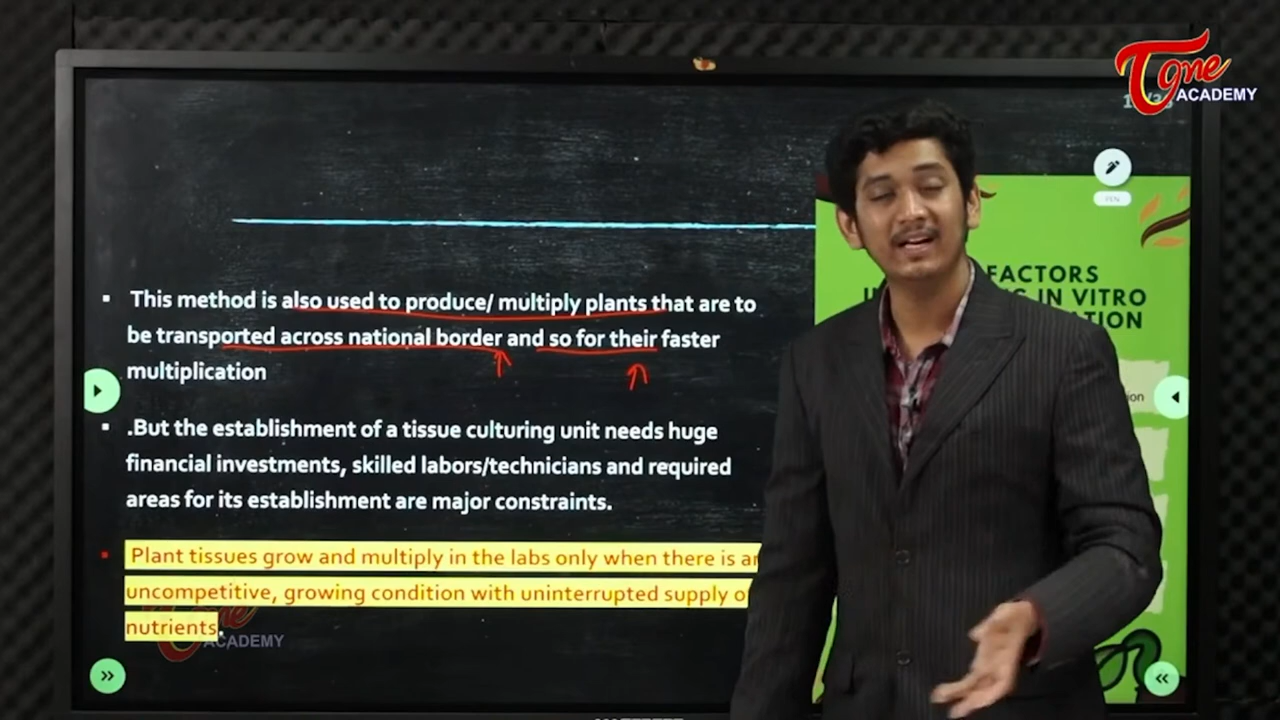 Tone
ACADEMY
PEN
This method is also used to produce/ multiply plants that are to
be transported across national border and so for their faster
multiplication
.But the establishment of a tissue culturing unit needs huge
financial investments, skilled labors/technicians and required
areas for its establishment are major constraints.
Plant tissues grow and multiply in the labs only when there is
uncompetitive, growing condition with uninterrupted supply
nutrients.
Tone
ACADEMY
FACTORS
IN VITRO